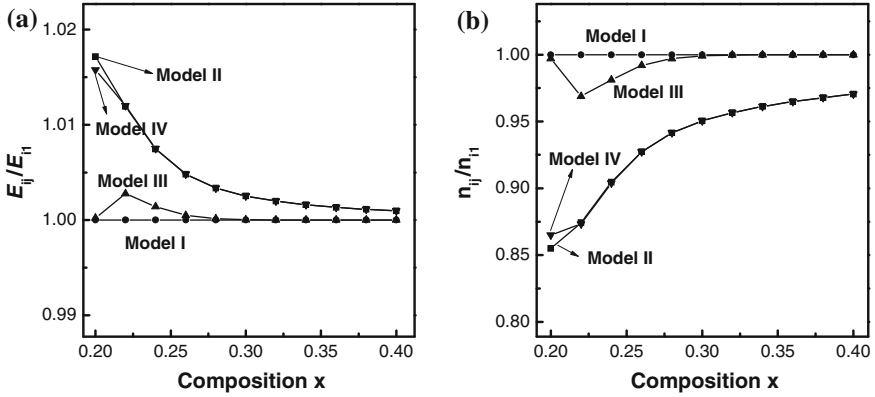 (a)
1.02
1.01
1.00
0.99
E_ij/E_i1
Model II
Model IV
Model III
Model I
0.20 0.25 0.30 0.35 0.40
Composition x
(b)
1.00
0.95
0.90
0.85
0.80
n_ij/n_i1
Model I
Model III
Model IV
Model II
0.20 0.25 0.30 0.35 0.40
Composition x